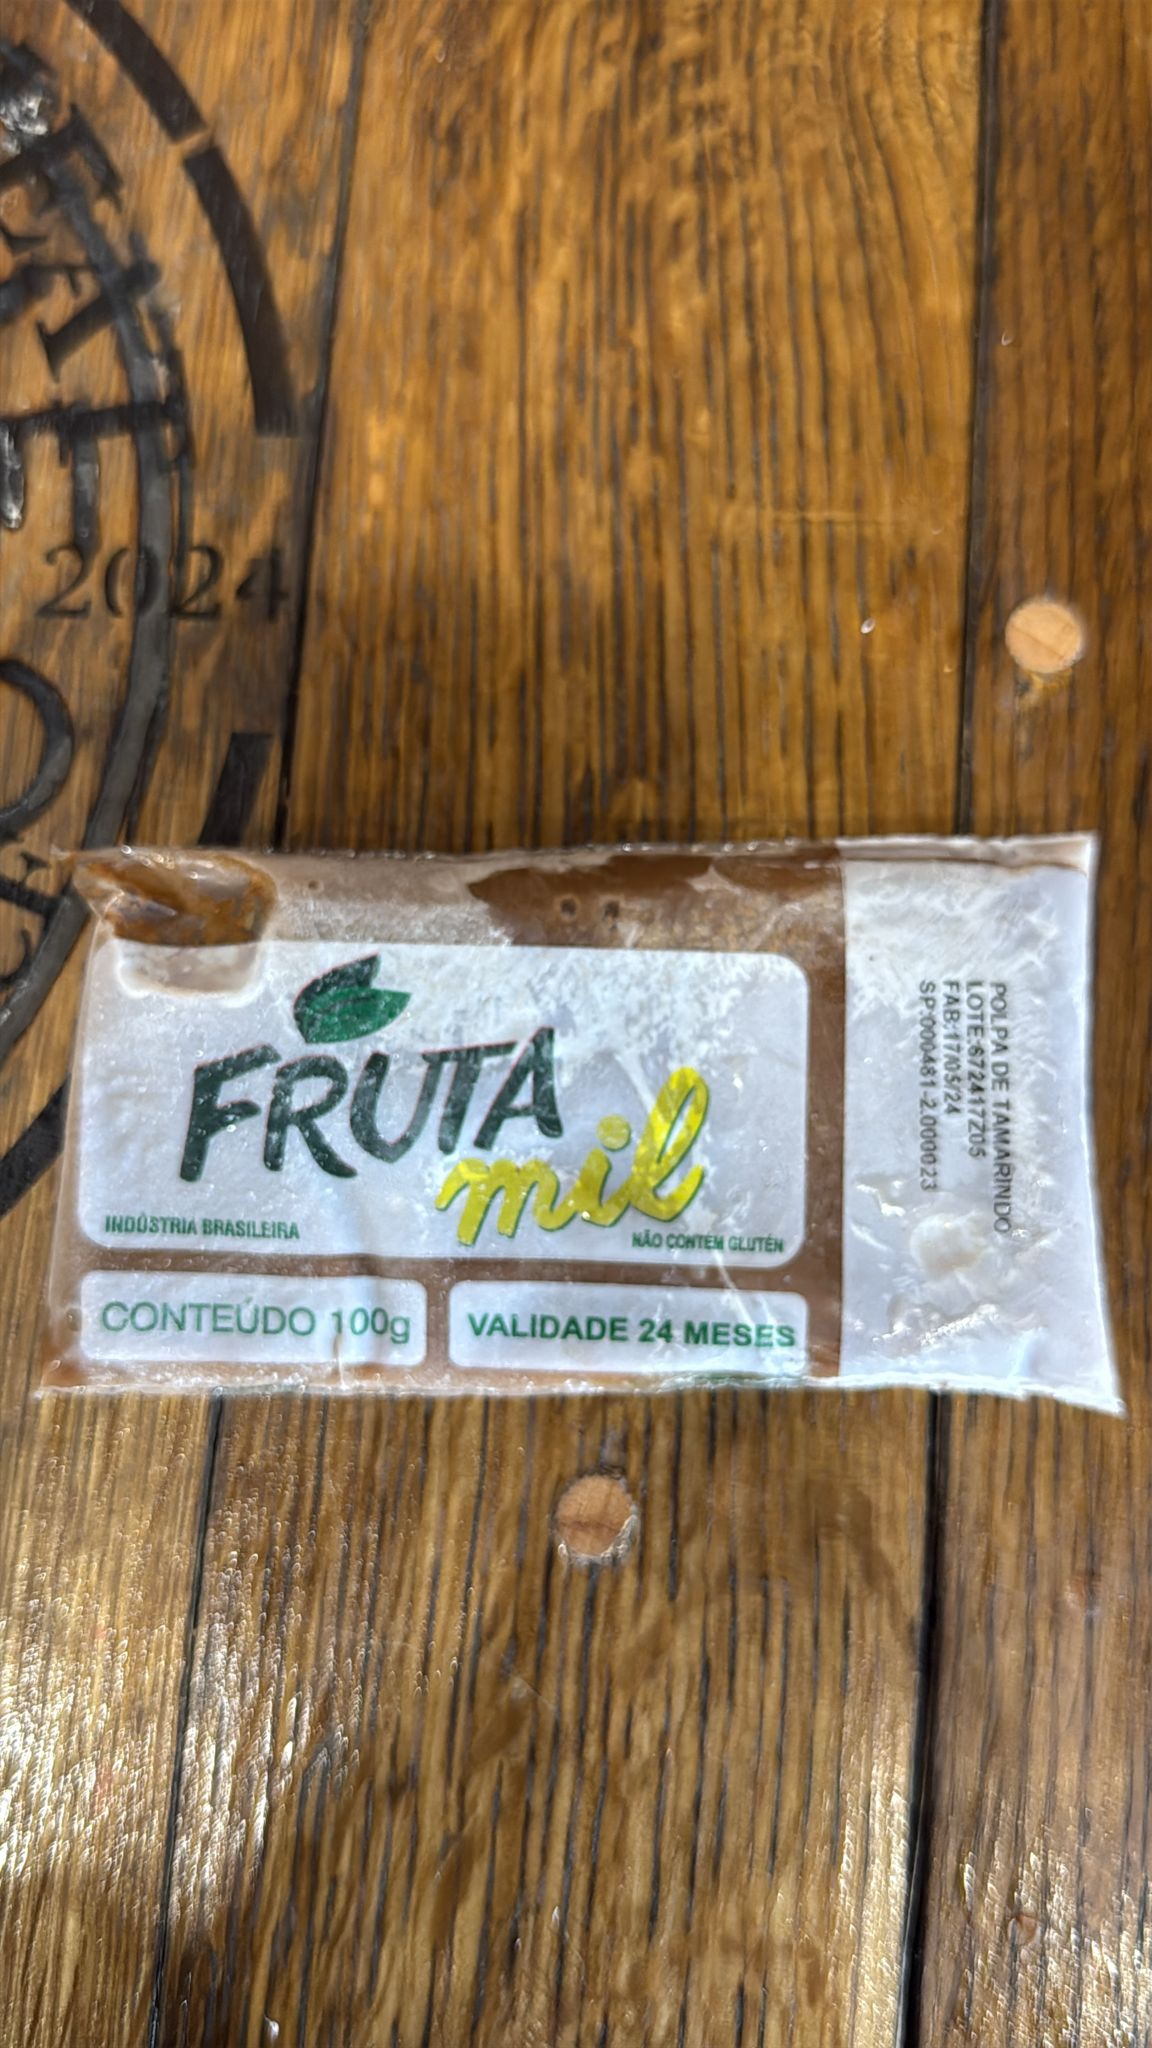 2024
FRUTA
mil
INDÚSTRIA BRASILEIRA
NÃO CONTEM GLUTÉN
CONTEÚDO 100g
VALIDADE 24 MESES
POLPA DE TAMARINDO
LOTE:672417Z05
FAB:17/05/24
SP:000481-2.000023